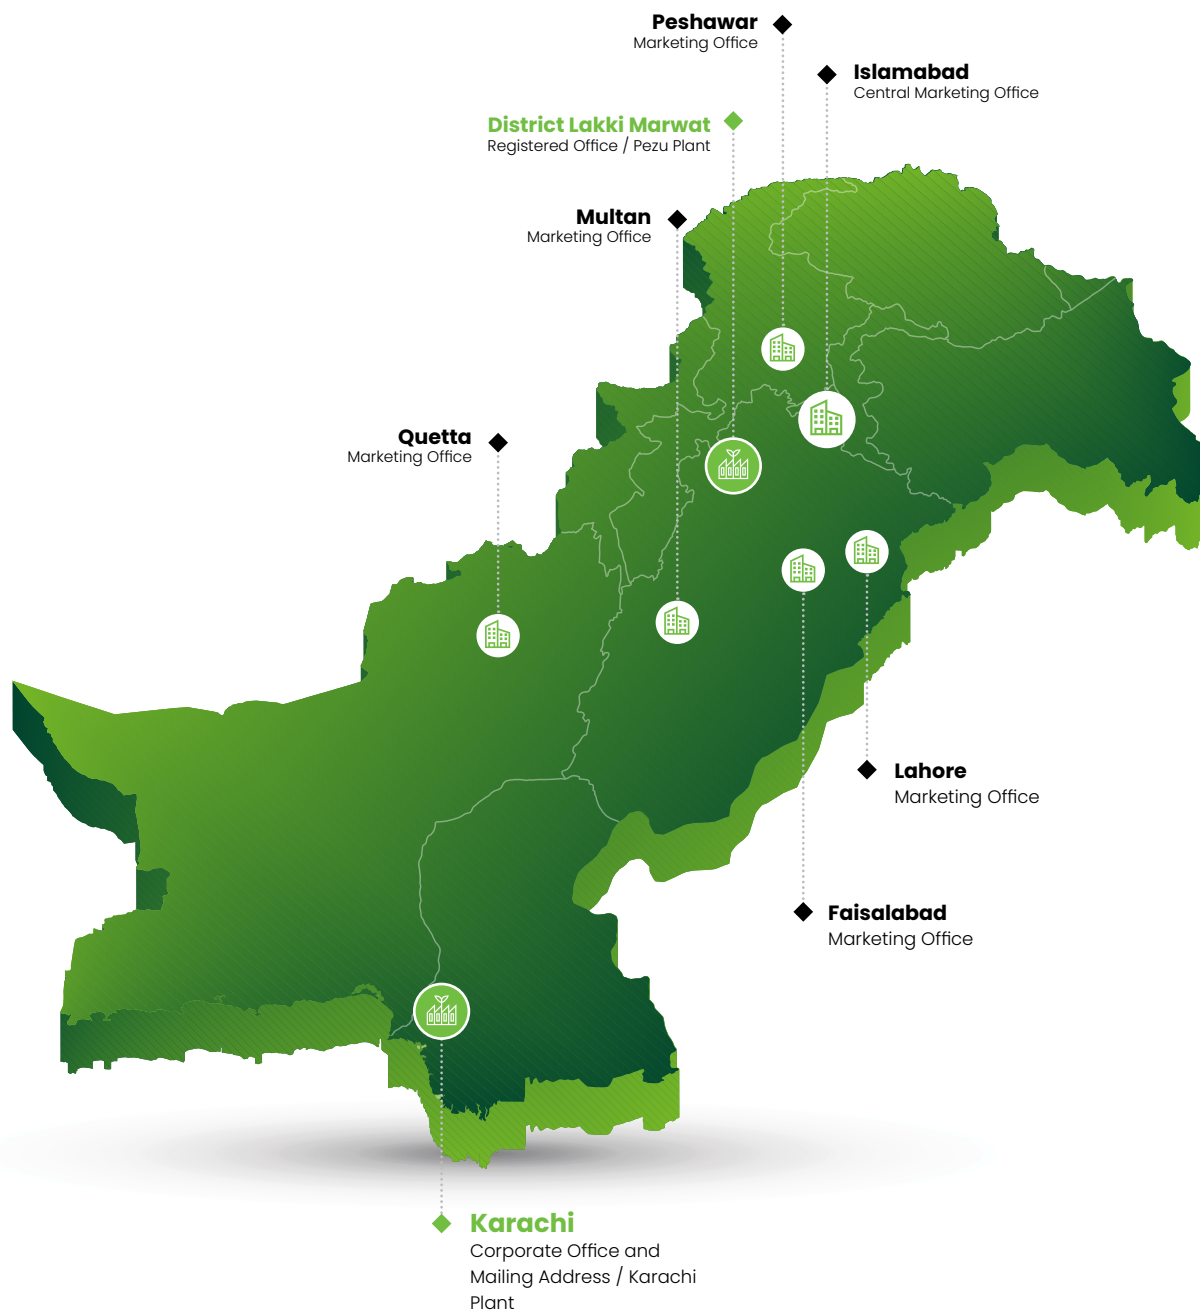 Peshawar
Marketing Office
Islamabad
Central Marketing Office
District Lakki Marwat
Registered Office / Pezu Plant
Multan
Marketing Office
Quetta
Marketing Office
Lahore
Marketing Office
Faisalabad
Marketing Office
Karachi
Corporate Office and
Mailing Address / Karachi
Plant